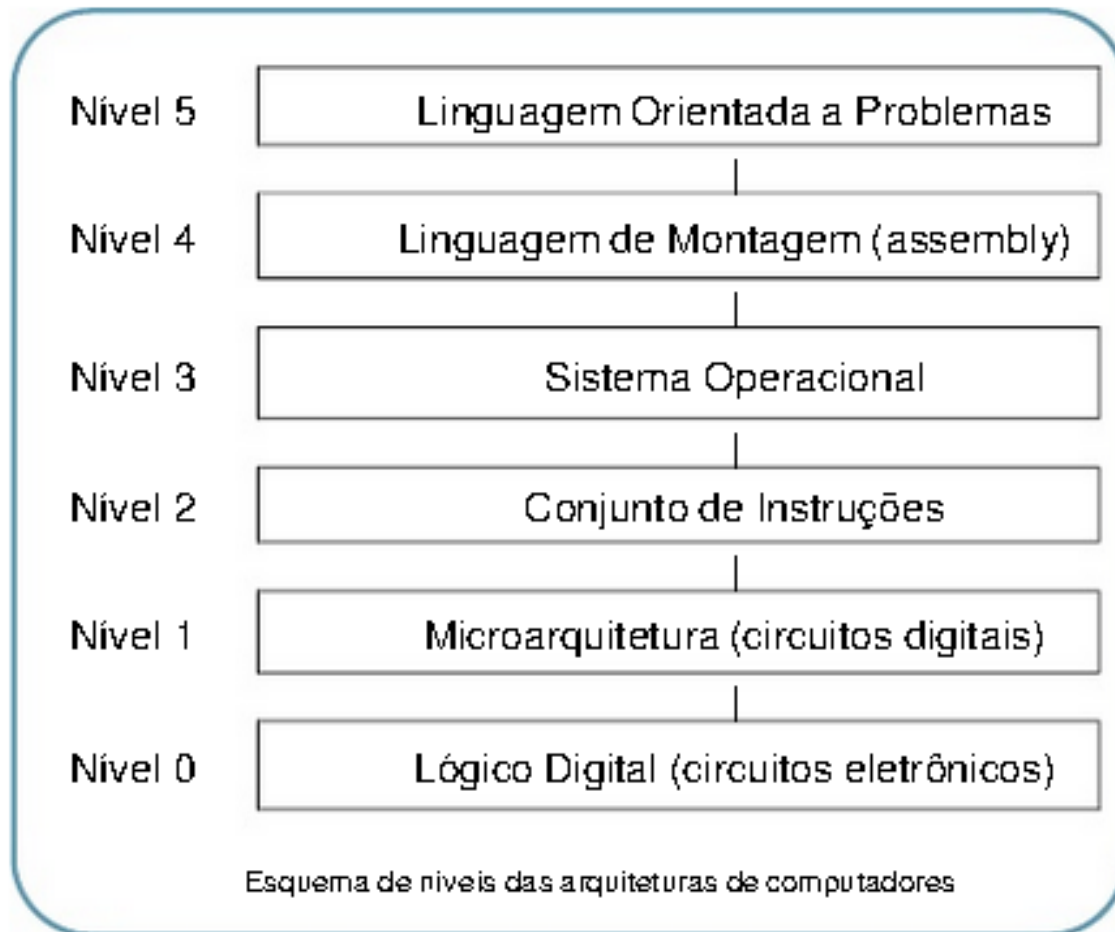 Nível 5 Linguagem Orientada a Problemas
Nível 4 Linguagem de Montagem (assembly)
Nível 3 Sistema Operacional
Nível 2 Conjunto de Instruções
Nível 1 Microarquitetura (circuitos digitais)
Nível 0 Lógico Digital (circuitos eletrônicos)
Esquema de níveis das arquiteturas de computadores